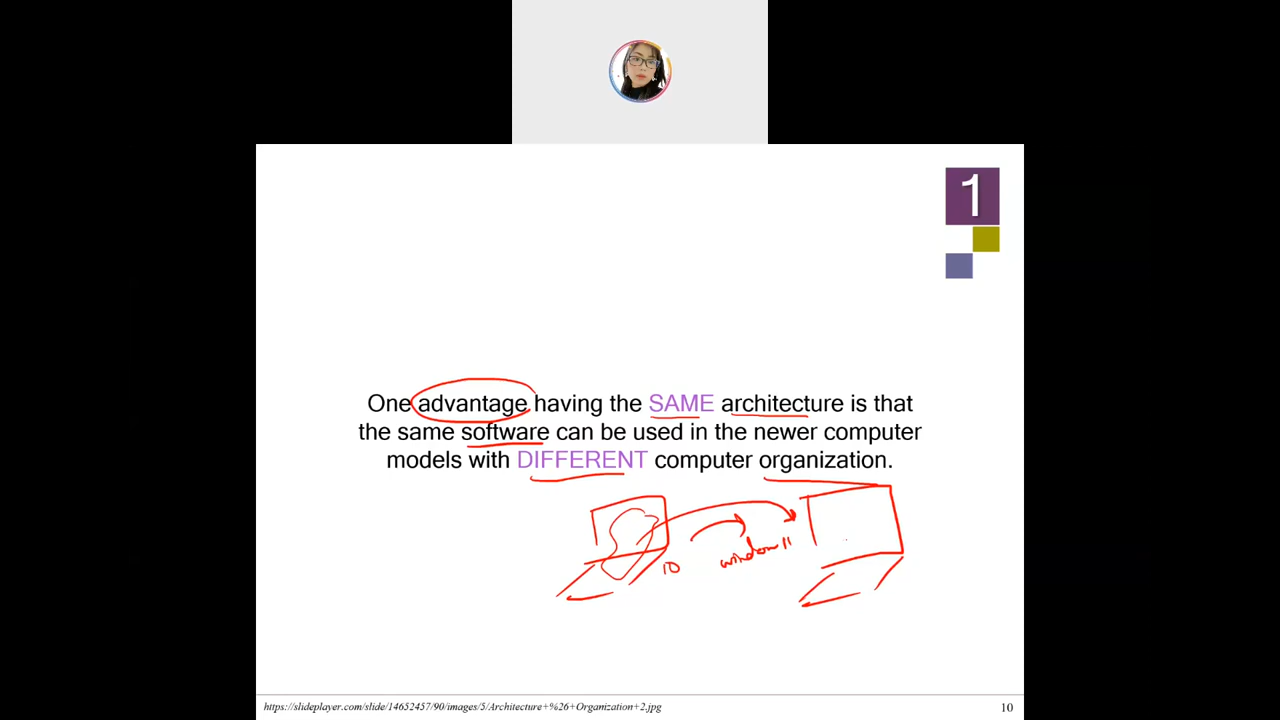 1
One advantage having the SAME architecture is that
the same software can be used in the newer computer
models with DIFFERENT computer organization.
10
window 11
https://slideplayer.com/slide/14652457/90/images/5/Architecture+%26+Organization+2.jpg
10